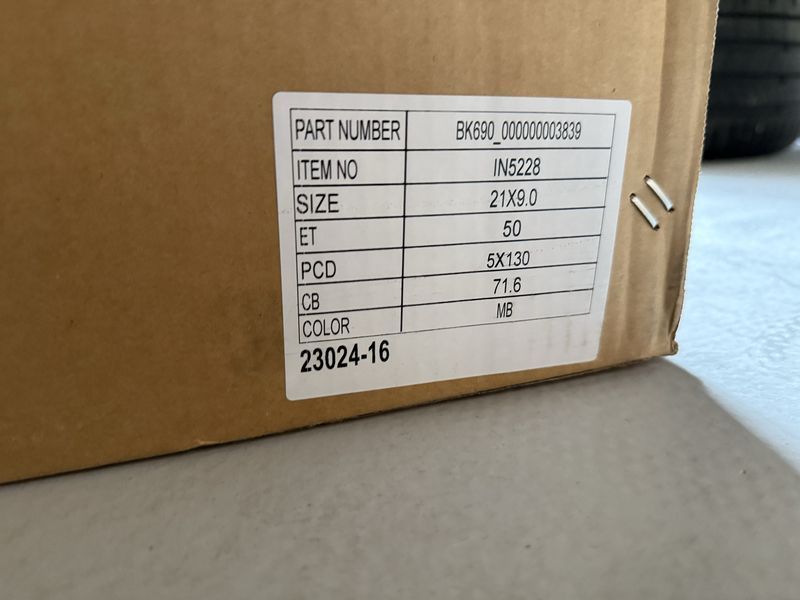 PART NUMBER BK690_000000003839
ITEM NO IN5228
SIZE 21X9.0
ET 50
PCD 5X130
CB 71.6
COLOR MB
23024-16